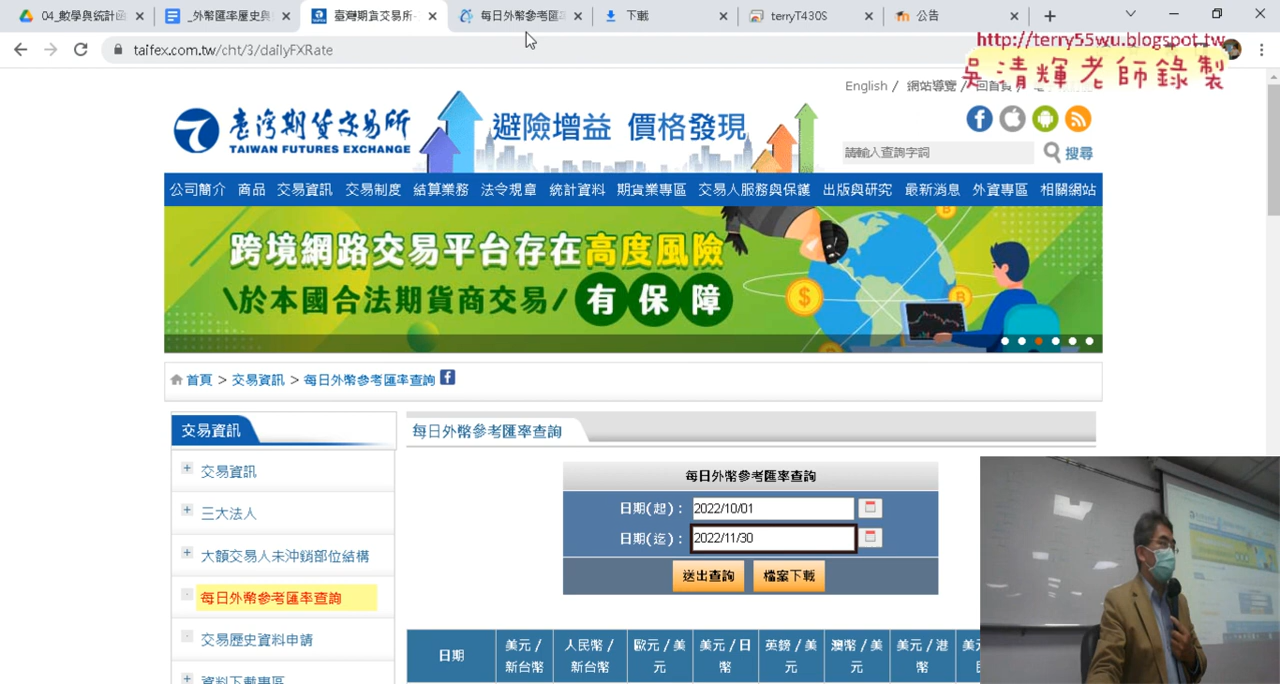 04_數學與統計函
_外幣匯率歷史與
臺灣期貨交易所-
每日外幣參考匯率
下載
terryT430S
公告
taifex.com.tw/cht/3/dailyFXRate
http://terry55wu.blogspot.tw
吳清輝老師錄製
English / 網站導覽 / 回首頁 /
臺灣期貨交易所
TAIWAN FUTURES EXCHANGE
避險增益 價格發現
請輸入查詢字詞
搜尋
公司簡介 商品 交易資訊 交易制度 結算業務 法令規章 統計資料 期貨業專區 交易人服務與保護 出版與研究 最新消息 外資專區 相關網站
跨境網路交易平台存在高度風險
\於本國合法期貨商交易/有保障
首頁 > 交易資訊 > 每日外幣參考匯率查詢
交易資訊
交易資訊
三大法人
大額交易人未沖銷部位結構
每日外幣參考匯率查詢
交易歷史資料申請
資料下載專區
每日外幣參考匯率查詢
每日外幣參考匯率查詢
日期(起)： 2022/10/01
日期(迄)： 2022/11/30
送出查詢 檔案下載
日期 美元／新台幣 人民幣／新台幣 歐元／美元 美元／日幣 英鎊／美元 澳幣／美元 美元／港幣